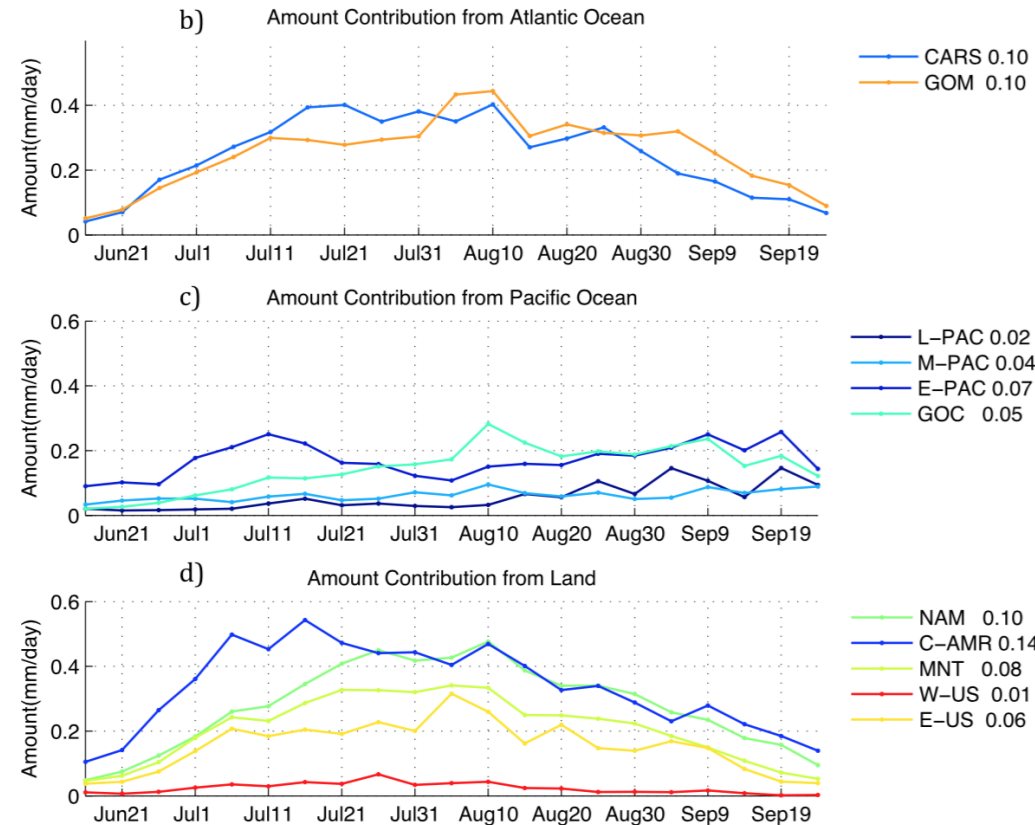 b) Amount Contribution from Atlantic Ocean
Amount(mm/day)
0.4
0.2
0
Jun21 Jul1 Jul11 Jul21 Jul31 Aug10 Aug20 Aug30 Sep9 Sep19
CARS 0.10
GOM 0.10
c) Amount Contribution from Pacific Ocean
Amount(mm/day)
0.6
0.4
0.2
0
Jun21 Jul1 Jul11 Jul21 Jul31 Aug10 Aug20 Aug30 Sep9 Sep19
L-PAC 0.02
M-PAC 0.04
E-PAC 0.07
GOC 0.05
d) Amount Contribution from Land
Amount(mm/day)
0.6
0.4
0.2
0
Jun21 Jul1 Jul11 Jul21 Jul31 Aug10 Aug20 Aug30 Sep9 Sep19
NAM 0.10
C-AMR 0.14
MNT 0.08
W-US 0.01
E-US 0.06